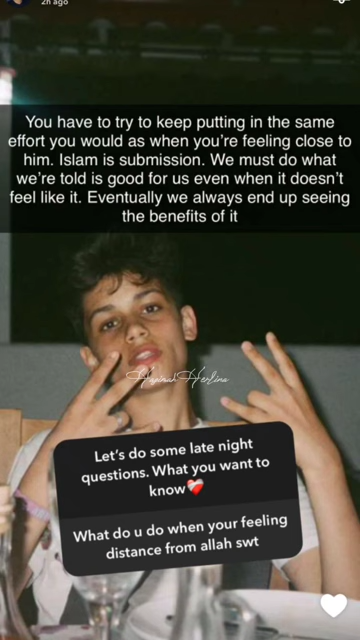 2h ago
You have to try to keep putting in the same
effort you would as when you're feeling close to
him. Islam is submission. We must do what
we're told is good for us even when it doesn't
feel like it. Eventually we always end up seeing
the benefits of it
Let's do some late night
questions. What you want to
know❤️‍🩹
What do u do when your feeling
distance from allah swt